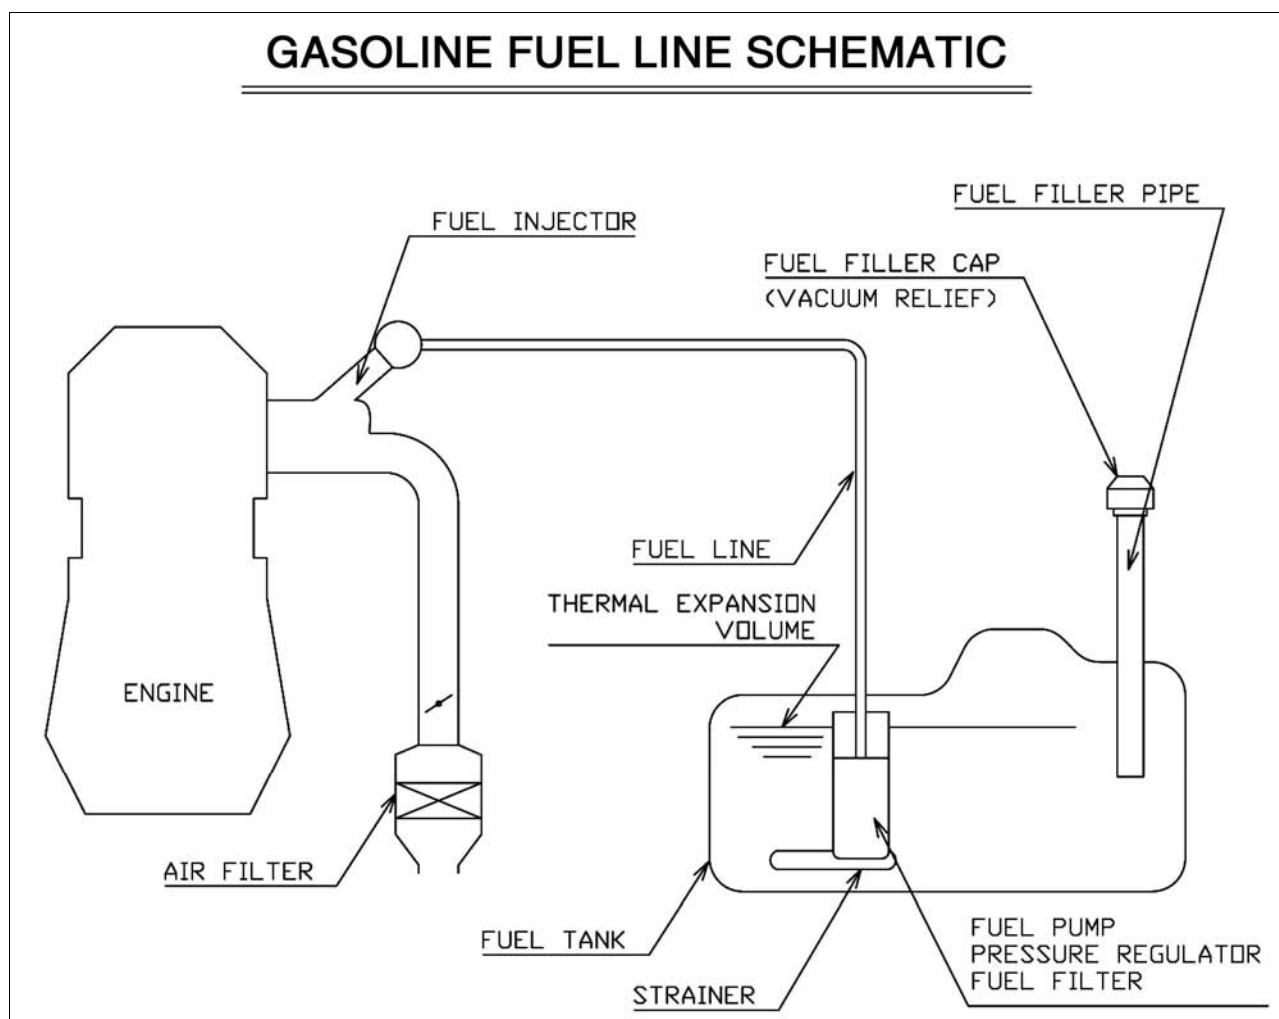 GASOLINE FUEL LINE SCHEMATIC
FUEL FILLER PIPE
FUEL INJECTOR
FUEL FILLER CAP
(VACUUM RELIEF)
FUEL LINE
THERMAL EXPANSION
VOLUME
ENGINE
AIR FILTER
FUEL TANK
FUEL PUMP
PRESSURE REGULATOR
FUEL FILTER
STRAINER